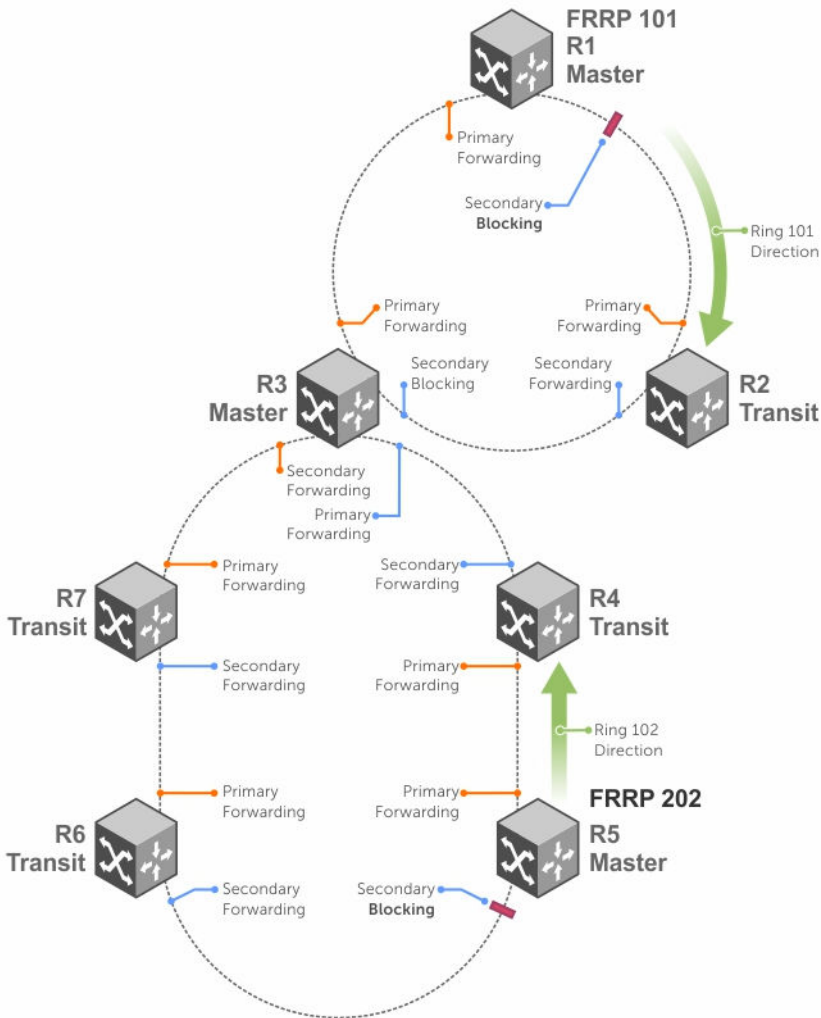 FRRP 101
R1
Master
Primary
Forwarding
Secondary
Blocking
Ring 101
Direction
Primary
Forwarding
Primary
Forwarding
Secondary
Blocking
Secondary
Forwarding
R3
Master
R2
Transit
Secondary
Forwarding
Primary
Forwarding
Primary
Forwarding
Secondary
Forwarding
R7
Transit
R4
Transit
Secondary
Forwarding
Primary
Forwarding
Ring 102
Direction
Primary
Forwarding
Primary
Forwarding
FRRP 202
R6
Transit
R5
Master
Secondary
Forwarding
Secondary
Blocking